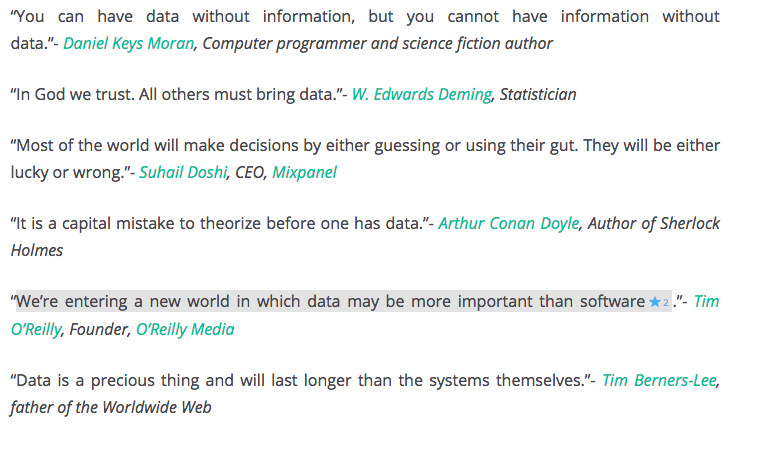 “You can have data without information, but you cannot have information without
data.”- Daniel Keys Moran, Computer programmer and science fiction author
“In God we trust. All others must bring data.”- W. Edwards Deming, Statistician
“Most of the world will make decisions by either guessing or using their gut. They will be either
lucky or wrong.”- Suhail Doshi, CEO, Mixpanel
“It is a capital mistake to theorize before one has data.”- Arthur Conan Doyle, Author of Sherlock
Holmes
“We’re entering a new world in which data may be more important than software ★ 2 .”- Tim
O’Reilly, Founder, O’Reilly Media
“Data is a precious thing and will last longer than the systems themselves.”- Tim Berners-Lee,
father of the Worldwide Web